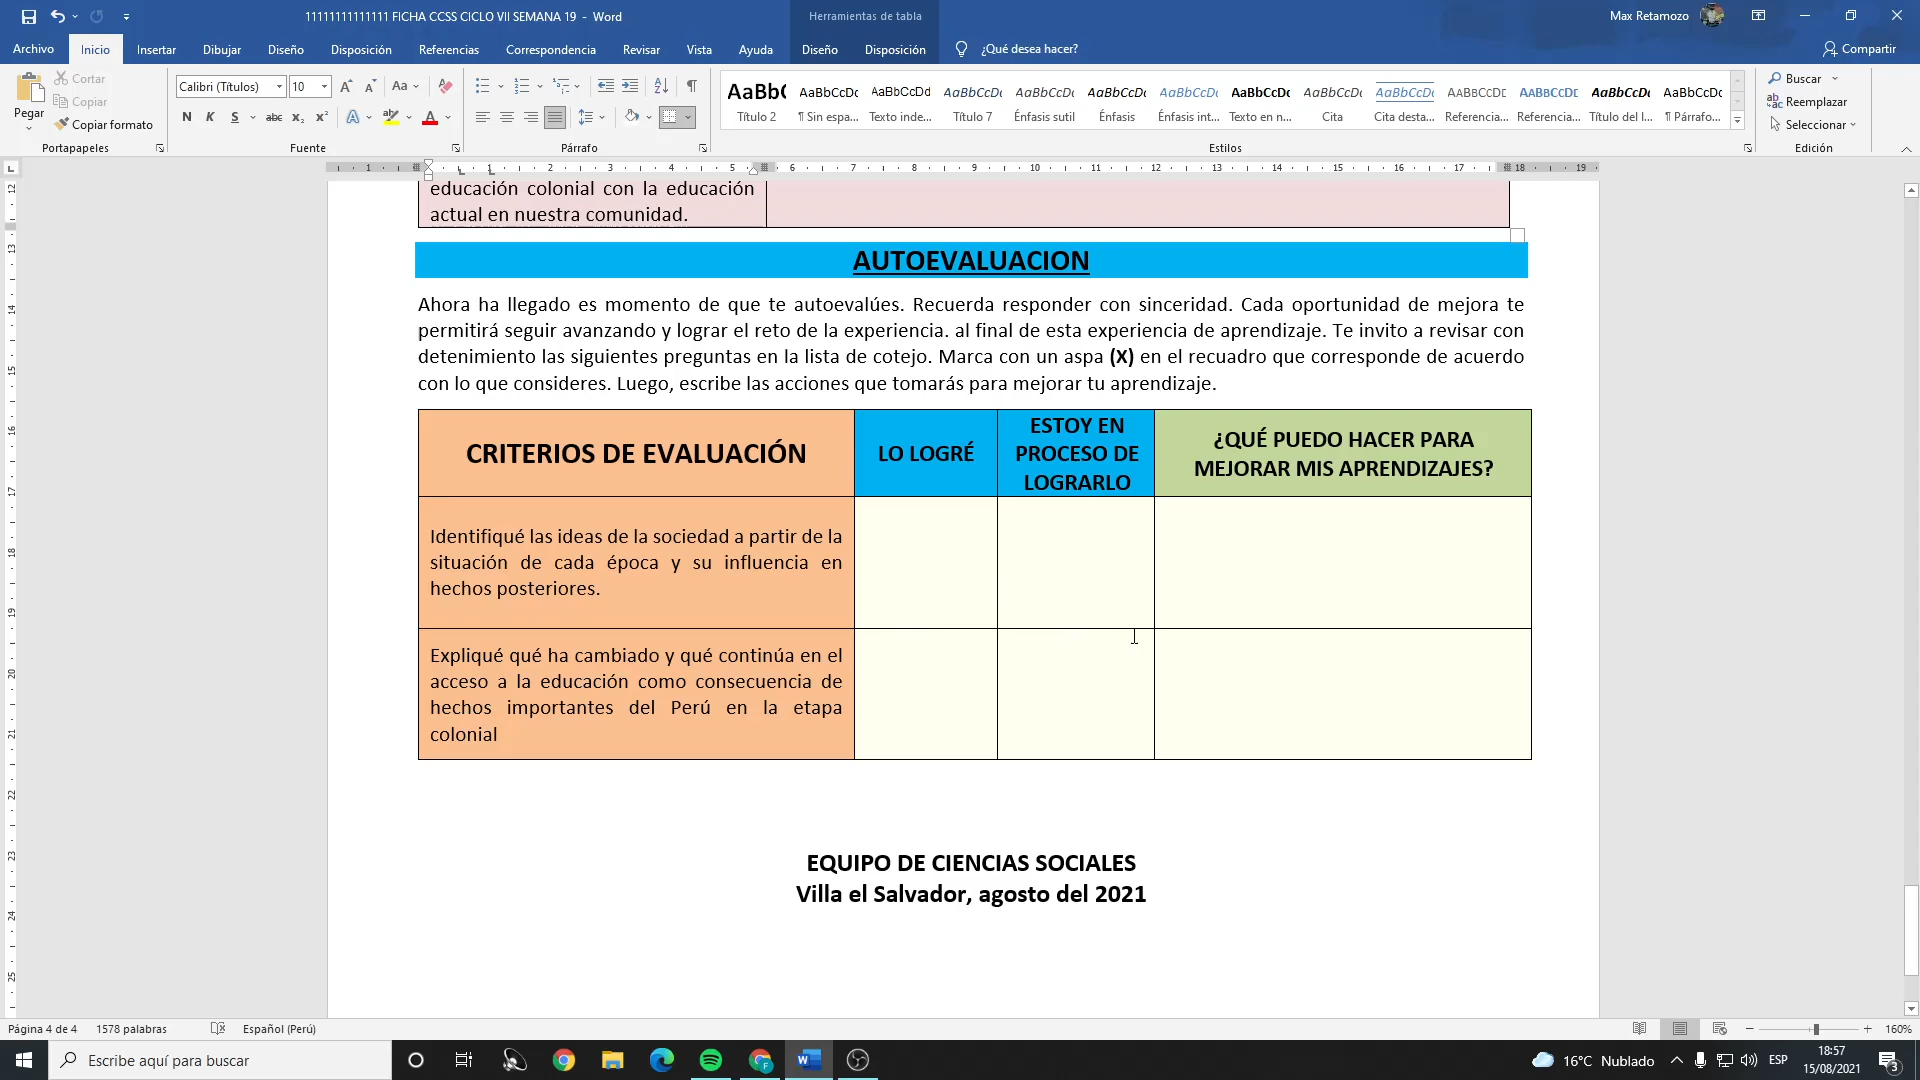 11111111111111 FICHA CCSS CICLO VII SEMANA 19 - Word
Herramientas de tabla
Max Retamozo
Archivo Inicio Insertar Dibujar Diseño Disposición Referencias Correspondencia Revisar Vista Ayuda Diseño Disposición ¿Qué desea hacer? Compartir
Pegar
Cortar
Copiar
Copiar formato
Portapapeles
Calibri (Títulos) 10
Fuente
Párrafo
AaBbC AaBbCcDc AaBbCcDd AaBbCcDc AaBbCcDc AaBbCcDc AaBbCcDc AaBbCcDc AaBbCcDc AaBbCcDc AABBCCDE AABBCCDE AaBbCcDc AaBbCcDc
Título 2 ¶ Sin espa... Texto inde... Título 7 Énfasis sutil Énfasis Énfasis int... Texto en n... Cita Cita desta... Referencia... Referencia... Título del l... ¶ Párrafo...
Estilos
Buscar
Reemplazar
Seleccionar
Edición
educación colonial con la educación
actual en nuestra comunidad.
AUTOEVALUACION
Ahora ha llegado es momento de que te autoevalúes. Recuerda responder con sinceridad. Cada oportunidad de mejora te
permitirá seguir avanzando y lograr el reto de la experiencia. al final de esta experiencia de aprendizaje. Te invito a revisar con
detenimiento las siguientes preguntas en la lista de cotejo. Marca con un aspa (X) en el recuadro que corresponde de acuerdo
con lo que consideres. Luego, escribe las acciones que tomarás para mejorar tu aprendizaje.
CRITERIOS DE EVALUACIÓN
LO LOGRÉ
ESTOY EN
PROCESO DE
LOGRARLO
¿QUÉ PUEDO HACER PARA
MEJORAR MIS APRENDIZAJES?
Identifiqué las ideas de la sociedad a partir de la
situación de cada época y su influencia en
hechos posteriores.
Expliqué qué ha cambiado y qué continúa en el
acceso a la educación como consecuencia de
hechos importantes del Perú en la etapa
colonial
EQUIPO DE CIENCIAS SOCIALES
Villa el Salvador, agosto del 2021
Página 4 de 4 1578 palabras Español (Perú) 160%
Escribe aquí para buscar
16°C Nublado
ESP
18:57
15/08/2021
3